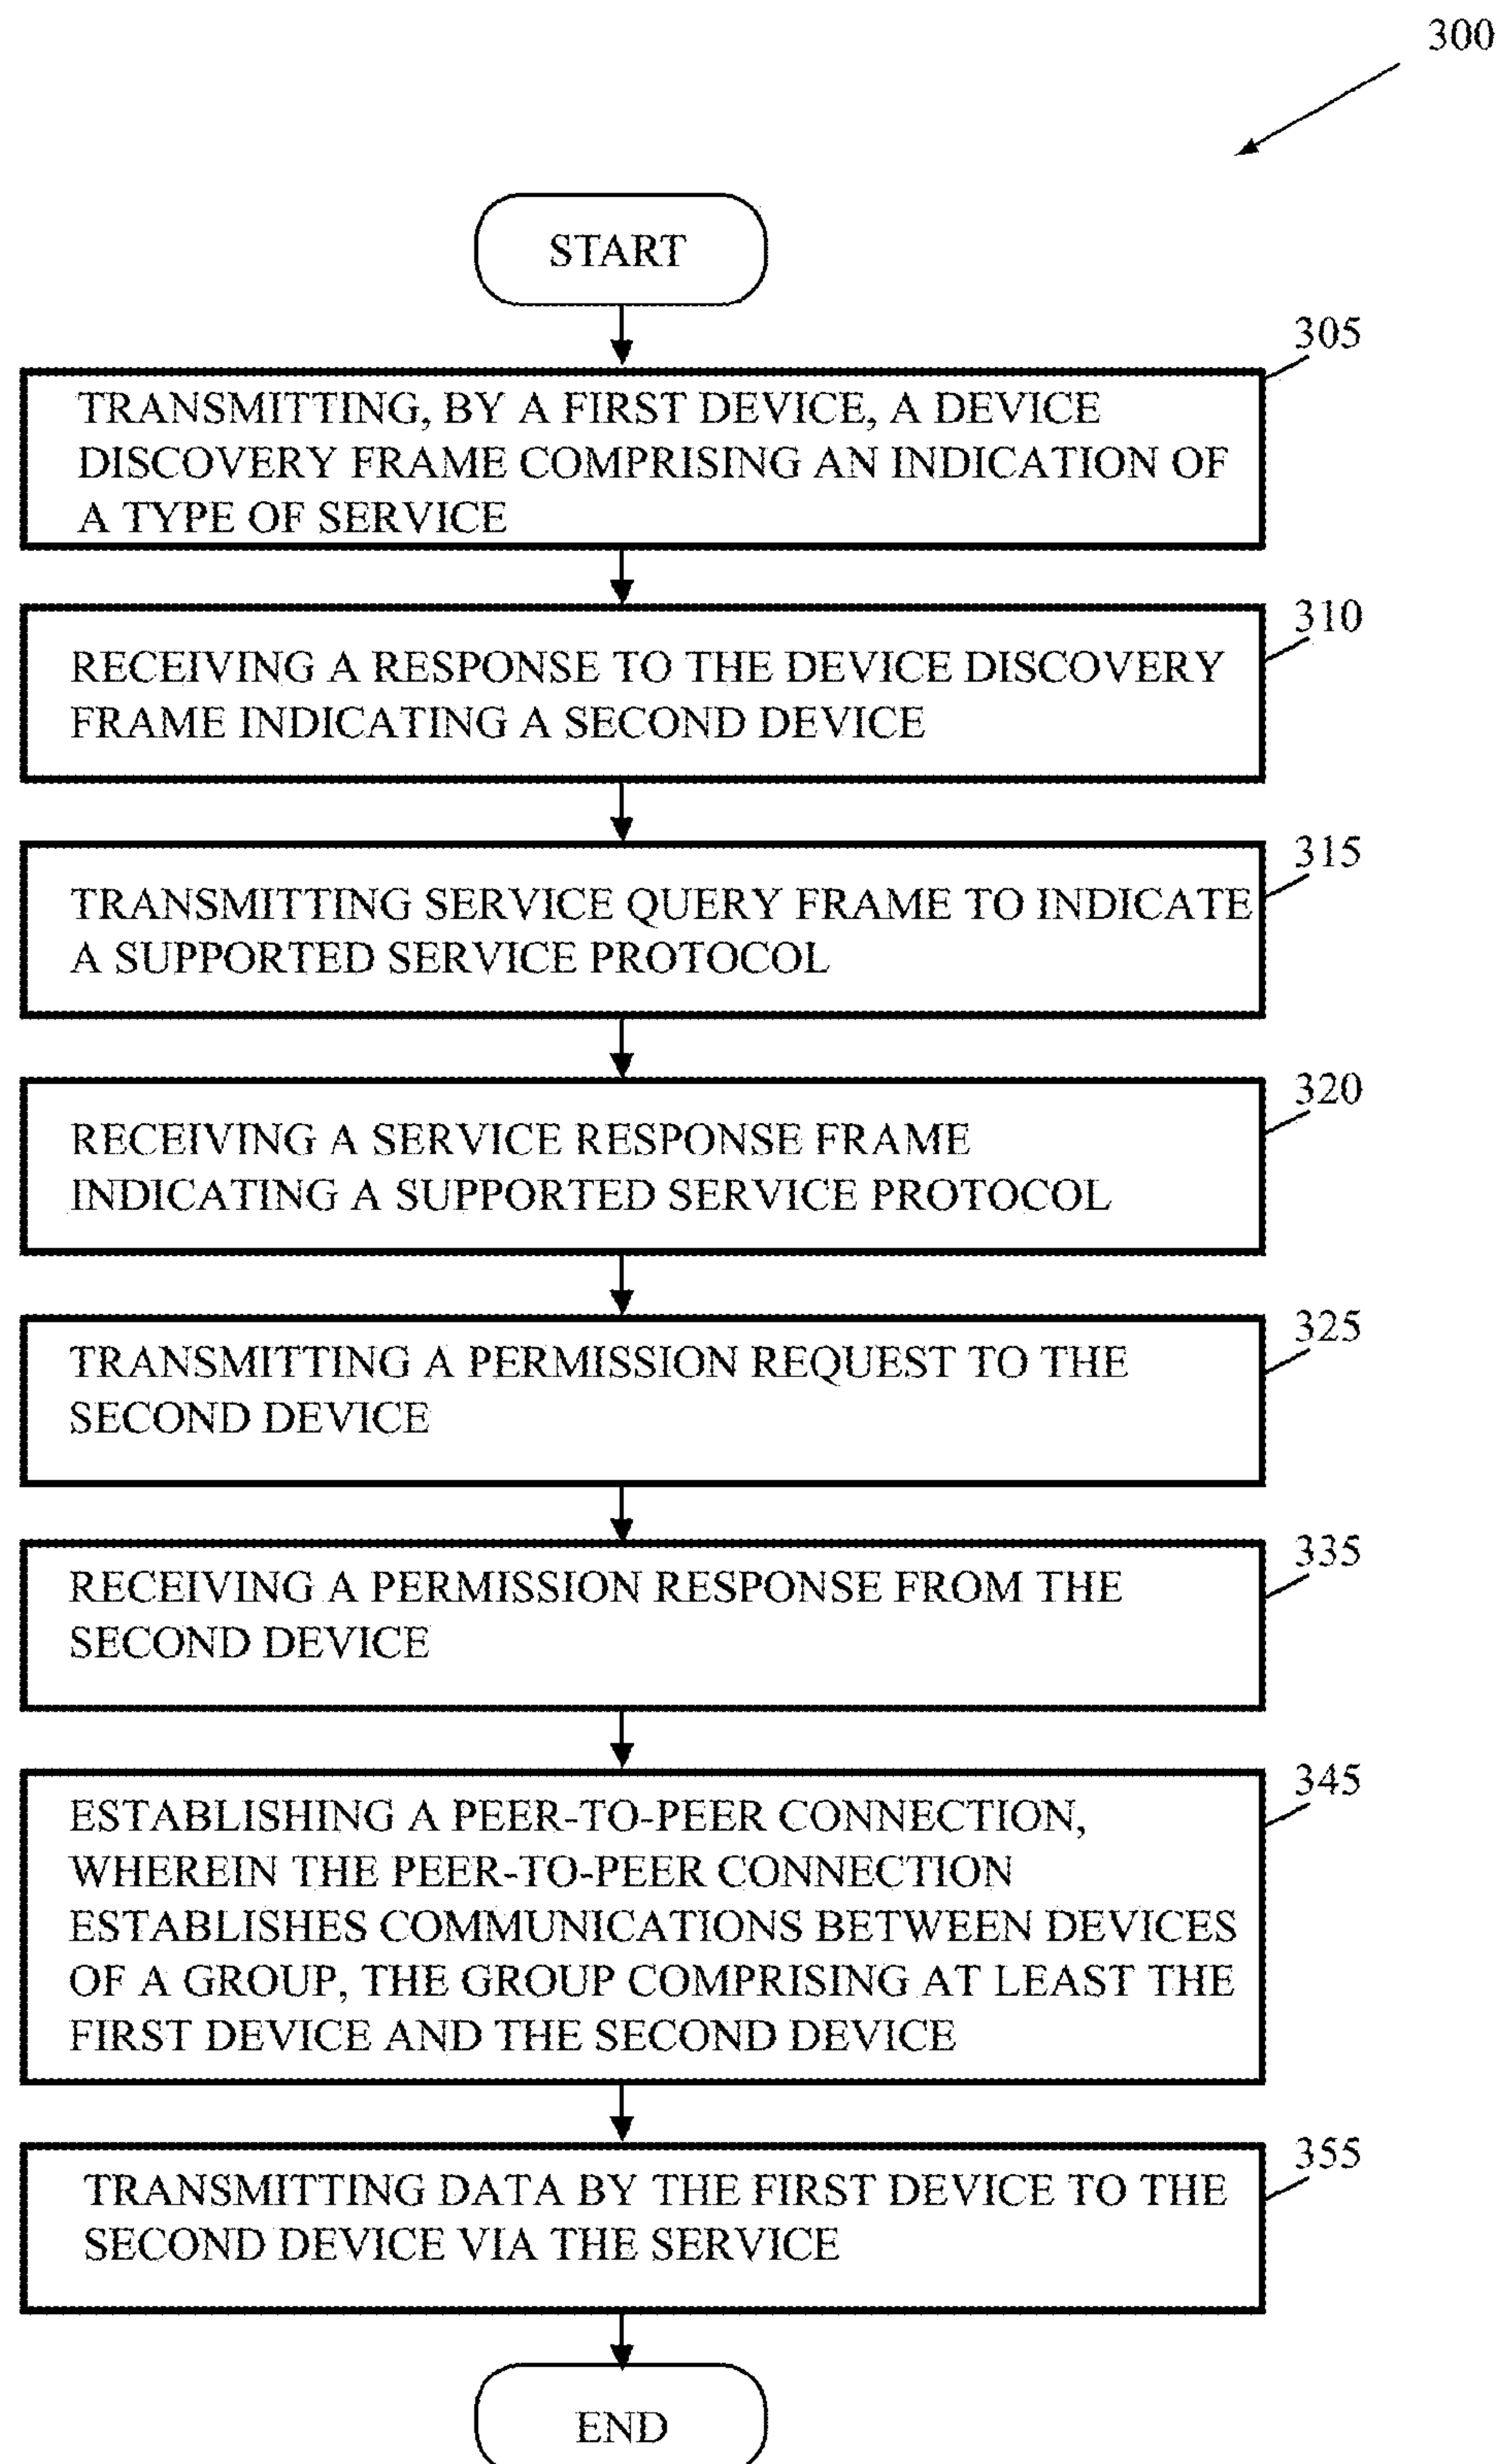 300
START
305
TRANSMITTING, BY A FIRST DEVICE, A DEVICE
DISCOVERY FRAME COMPRISING AN INDICATION OF
A TYPE OF SERVICE
310
RECEIVING A RESPONSE TO THE DEVICE DISCOVERY
FRAME INDICATING A SECOND DEVICE
315
TRANSMITTING SERVICE QUERY FRAME TO INDICATE
A SUPPORTED SERVICE PROTOCOL
320
RECEIVING A SERVICE RESPONSE FRAME
INDICATING A SUPPORTED SERVICE PROTOCOL
325
TRANSMITTING A PERMISSION REQUEST TO THE
SECOND DEVICE
335
RECEIVING A PERMISSION RESPONSE FROM THE
SECOND DEVICE
345
ESTABLISHING A PEER-TO-PEER CONNECTION,
WHEREIN THE PEER-TO-PEER CONNECTION
ESTABLISHES COMMUNICATIONS BETWEEN DEVICES
OF A GROUP, THE GROUP COMPRISING AT LEAST THE
FIRST DEVICE AND THE SECOND DEVICE
355
TRANSMITTING DATA BY THE FIRST DEVICE TO THE
SECOND DEVICE VIA THE SERVICE
END